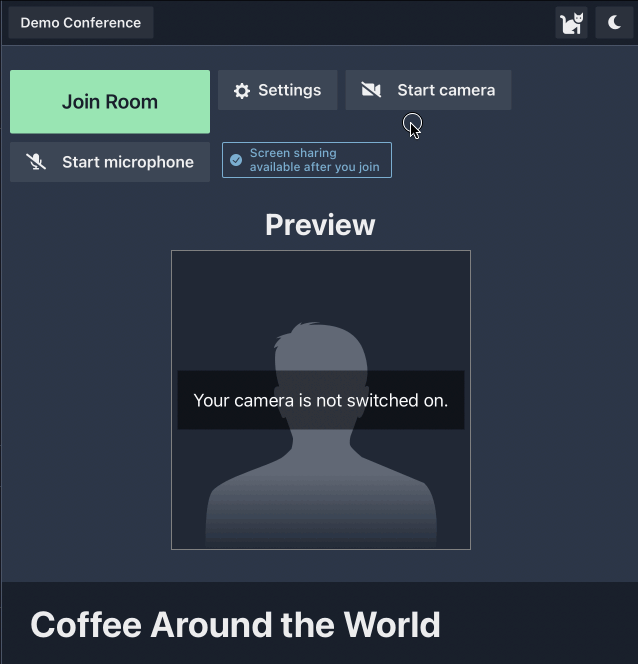 Demo Conference
Join Room
Settings
Start camera
Start microphone
Screen sharing
available after you join
Preview
Your camera is not switched on.
Coffee Around the World